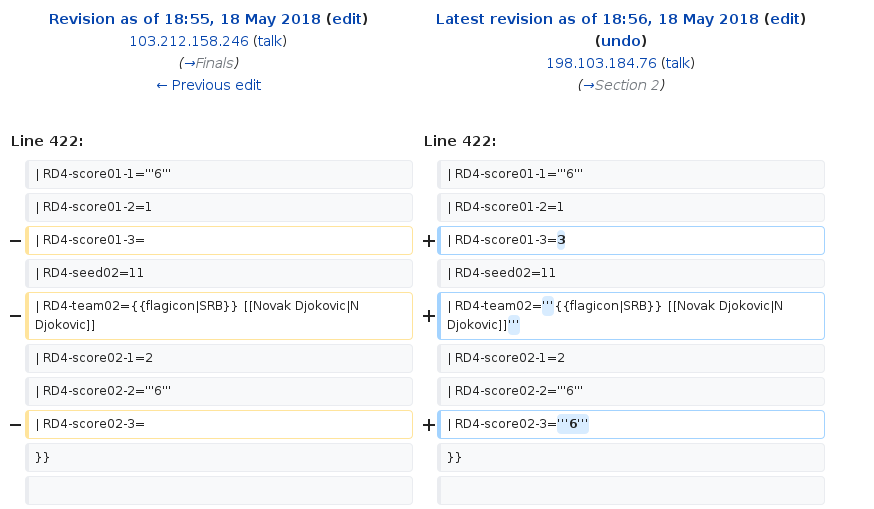 Revision as of 18:55, 18 May 2018 (edit)
103.212.158.246 (talk)
(→Finals)
← Previous edit
Latest revision as of 18:56, 18 May 2018 (edit)
(undo)
198.103.184.76 (talk)
(→Section 2)
Line 422:
Line 422:
| RD4-score01-1='''6'''
| RD4-score01-1='''6'''
| RD4-score01-2=1
| RD4-score01-2=1
− | RD4-score01-3=
+ | RD4-score01-3=3
| RD4-seed02=11
| RD4-seed02=11
− | RD4-team02={{flagicon|SRB}} [[Novak Djokovic|N
Djokovic]]
+ | RD4-team02='''{{flagicon|SRB}} [[Novak Djokovic|N
Djokovic]]'''
| RD4-score02-1=2
| RD4-score02-1=2
| RD4-score02-2='''6'''
| RD4-score02-2='''6'''
− | RD4-score02-3=
+ | RD4-score02-3='''6'''
}}
}}